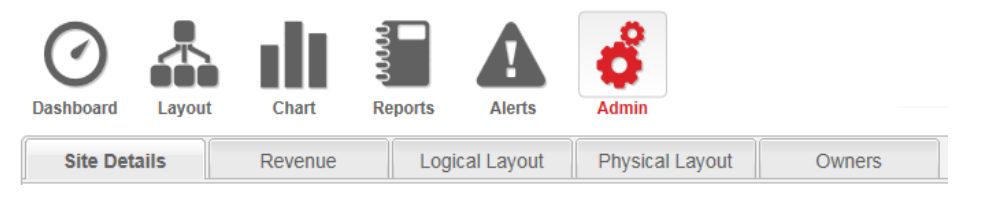 Dashboard Layout Chart Reports Alerts Admin
Site Details Revenue Logical Layout Physical Layout Owners